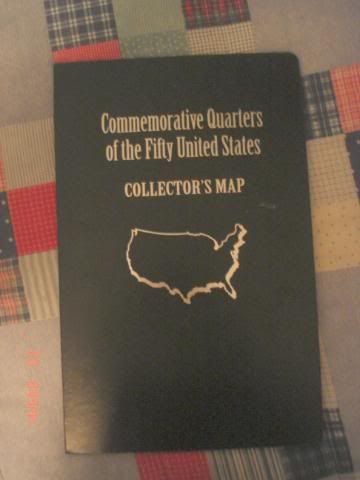 Commemorative Quarters
of the Fifty United States
COLLECTOR'S MAP